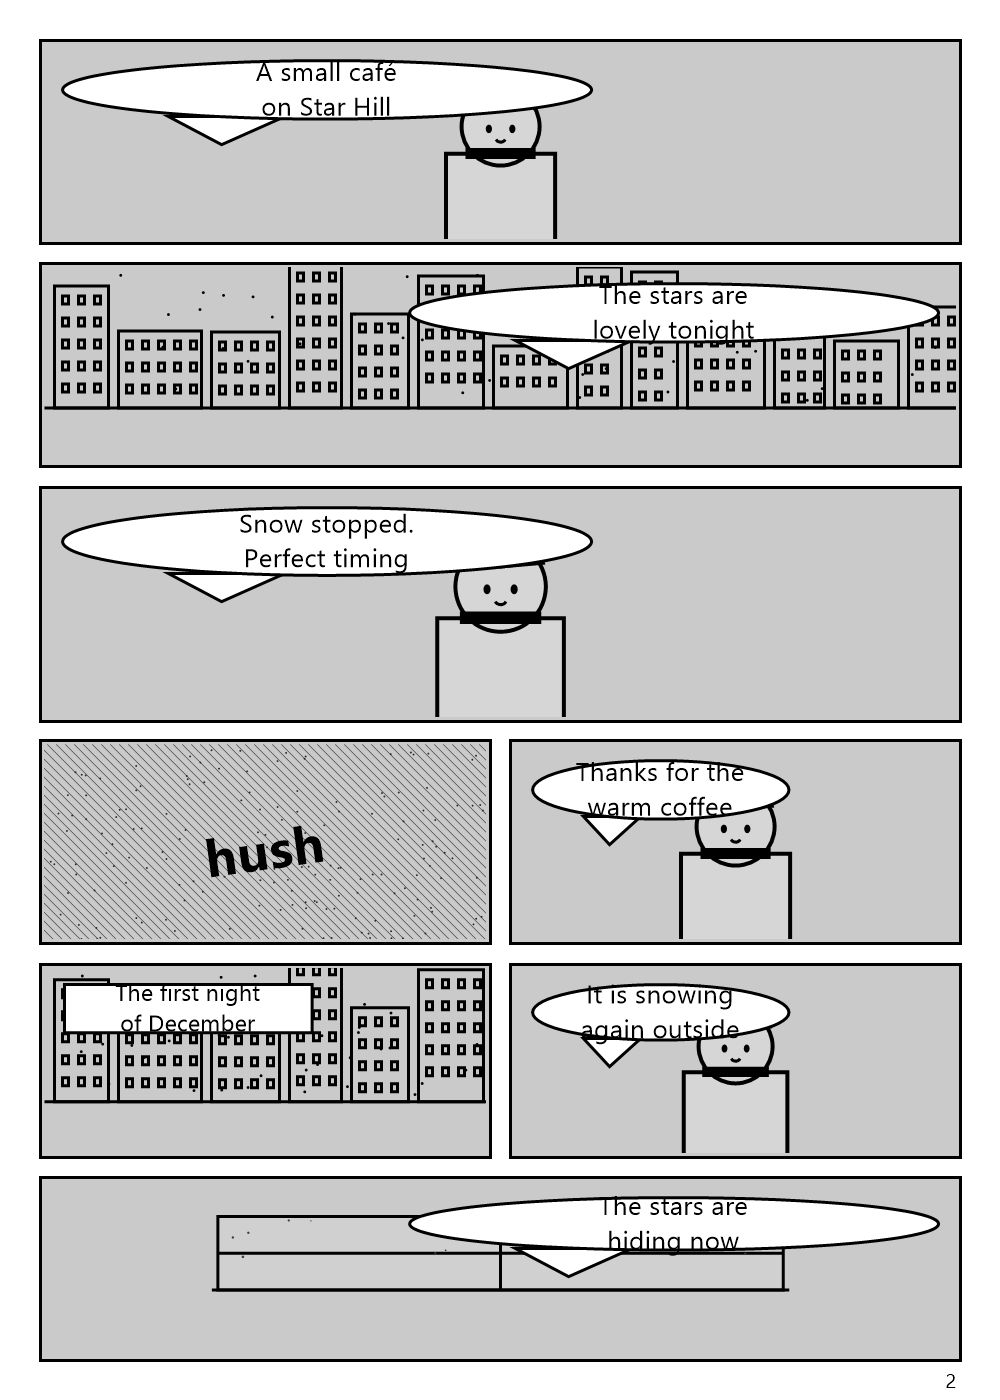 A small café
on Star Hill
The stars are
lovely tonight
Snow stopped.
Perfect timing
hush
Thanks for the
warm coffee
The first night
of December
It is snowing
again outside
The stars are
hiding now
2